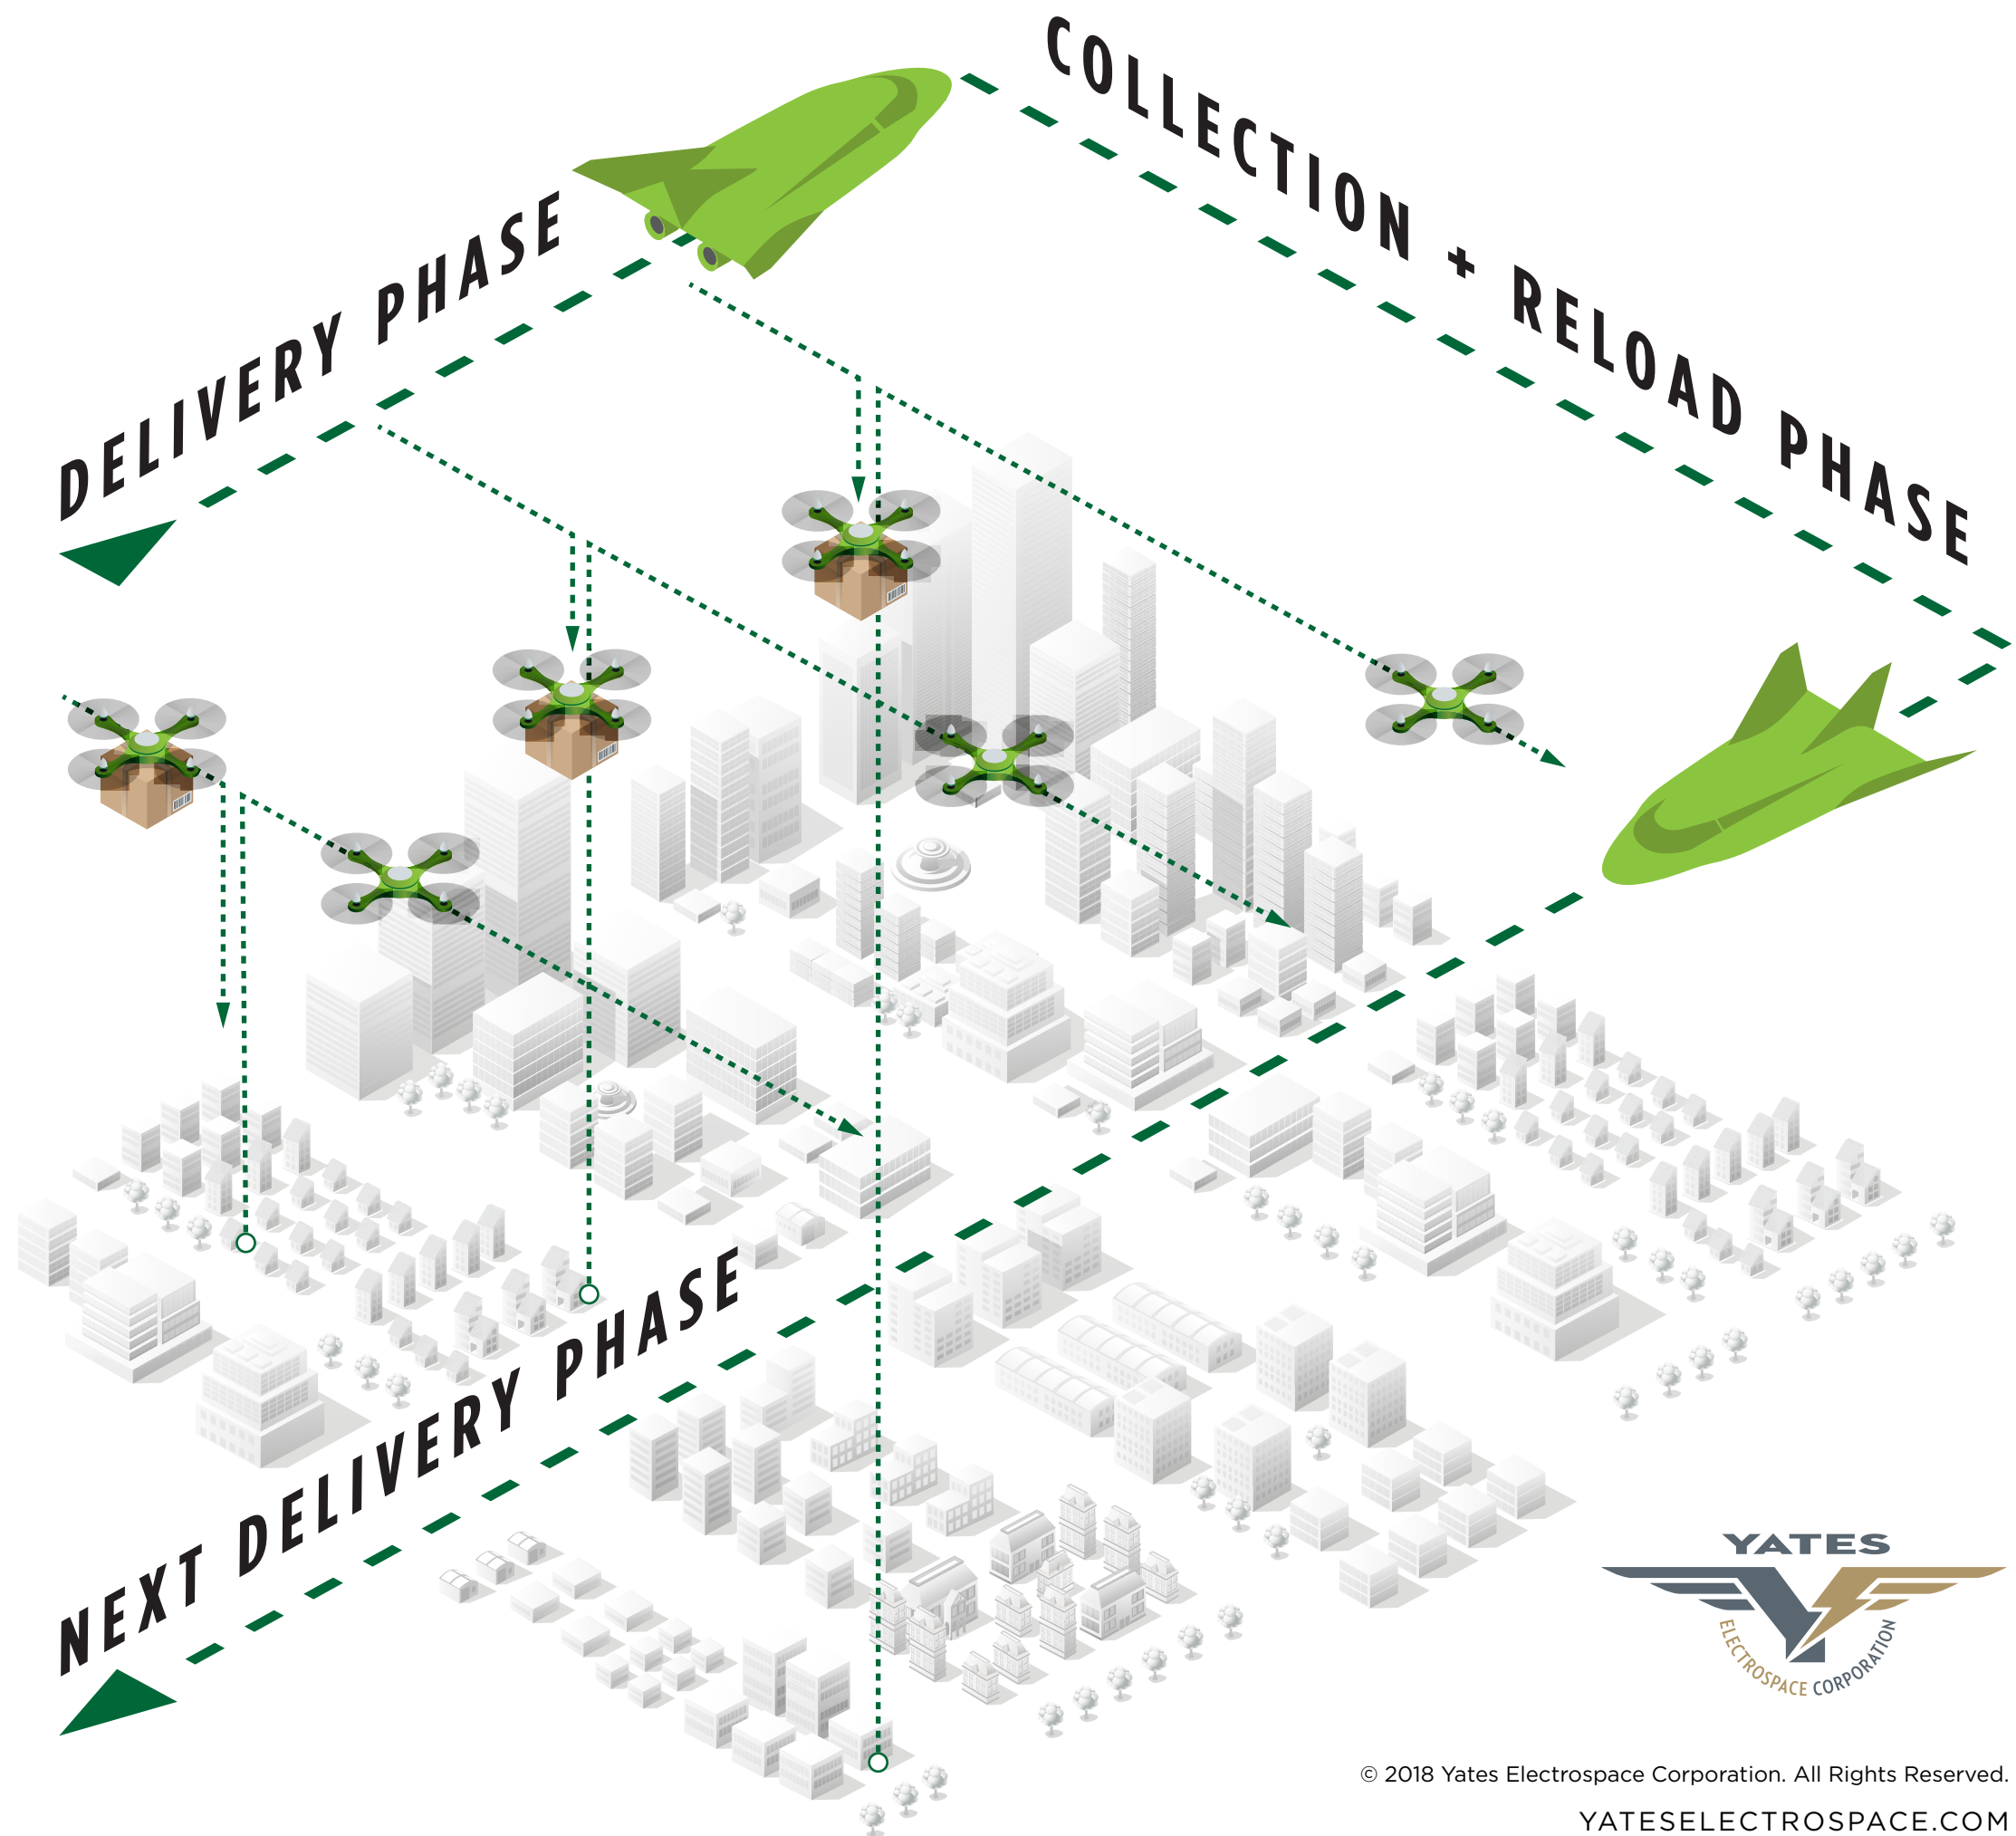 COLLECTION + RELOAD PHASE
DELIVERY PHASE
NEXT DELIVERY PHASE
YATES
ELECTROSPACE CORPORATION
© 2018 Yates Electrospace Corporation. All Rights Reserved.
YATESELECTROSPACE.COM